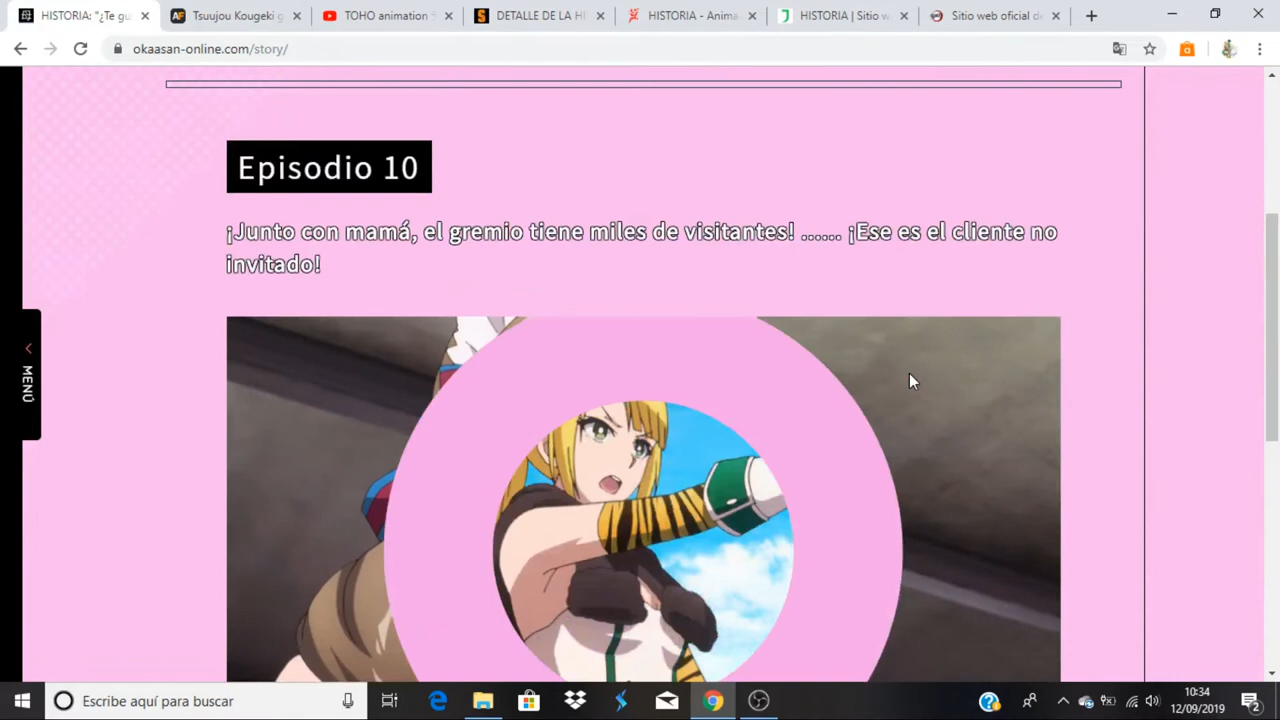 HISTORIA: "¿Te gu
Tsuujou Kougeki g
TOHO animation
DETALLE DE LA HI
HISTORIA - Anima
HISTORIA | Sitio w
Sitio web oficial de
okaasan-online.com/story/
Episodio 10
¡Junto con mamá, el gremio tiene miles de visitantes! ...... ¡Ese es el cliente no
invitado!
MENÚ
Escribe aquí para buscar
10:34
12/09/2019
2